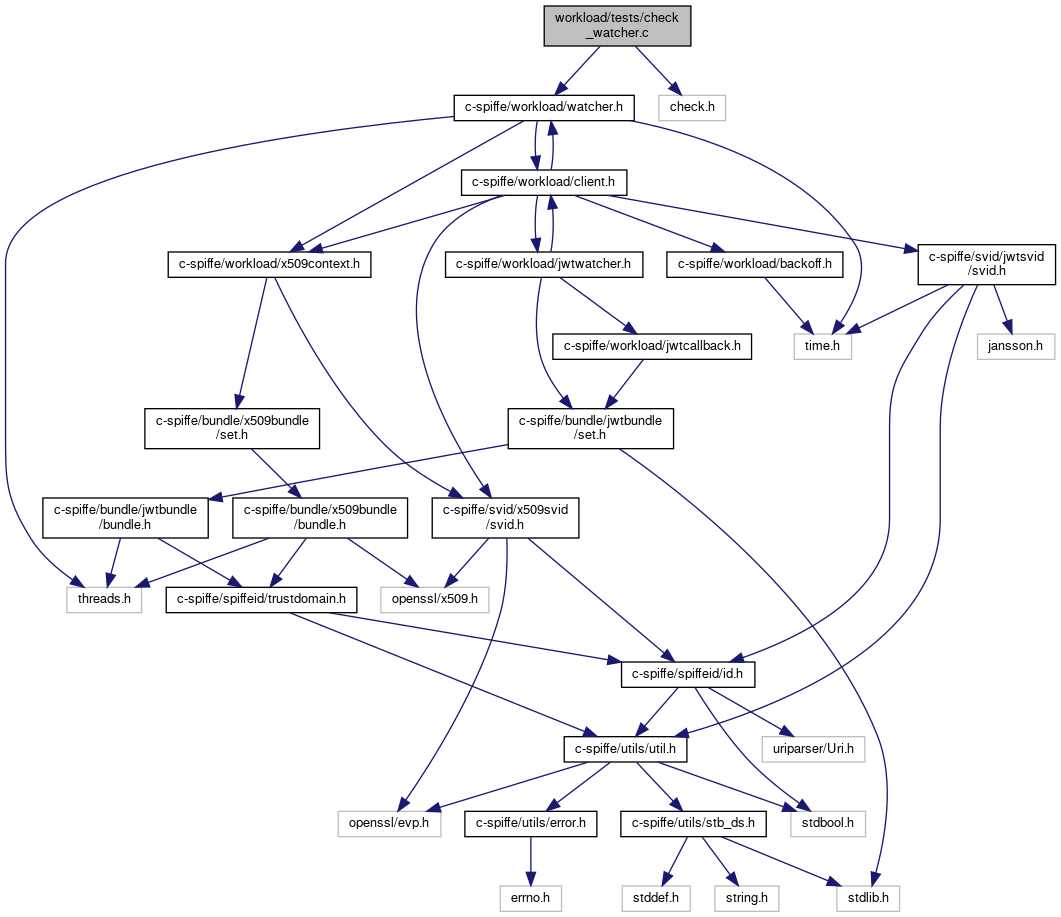 workload/tests/check
_watcher.c
c-spiffe/workload/watcher.h
check.h
c-spiffe/workload/client.h
c-spiffe/workload/x509context.h
c-spiffe/workload/jwtwatcher.h
c-spiffe/workload/backoff.h
c-spiffe/svid/jwtsvid
/svid.h
c-spiffe/workload/jwtcallback.h
time.h
jansson.h
c-spiffe/bundle/x509bundle
/set.h
c-spiffe/bundle/jwtbundle
/set.h
c-spiffe/bundle/jwtbundle
/bundle.h
c-spiffe/bundle/x509bundle
/bundle.h
c-spiffe/svid/x509svid
/svid.h
threads.h
c-spiffe/spiffeid/trustdomain.h
openssl/x509.h
c-spiffe/spiffeid/id.h
c-spiffe/utils/util.h
uriparser/Uri.h
openssl/evp.h
c-spiffe/utils/error.h
c-spiffe/utils/stb_ds.h
stdbool.h
errno.h
stddef.h
string.h
stdlib.h